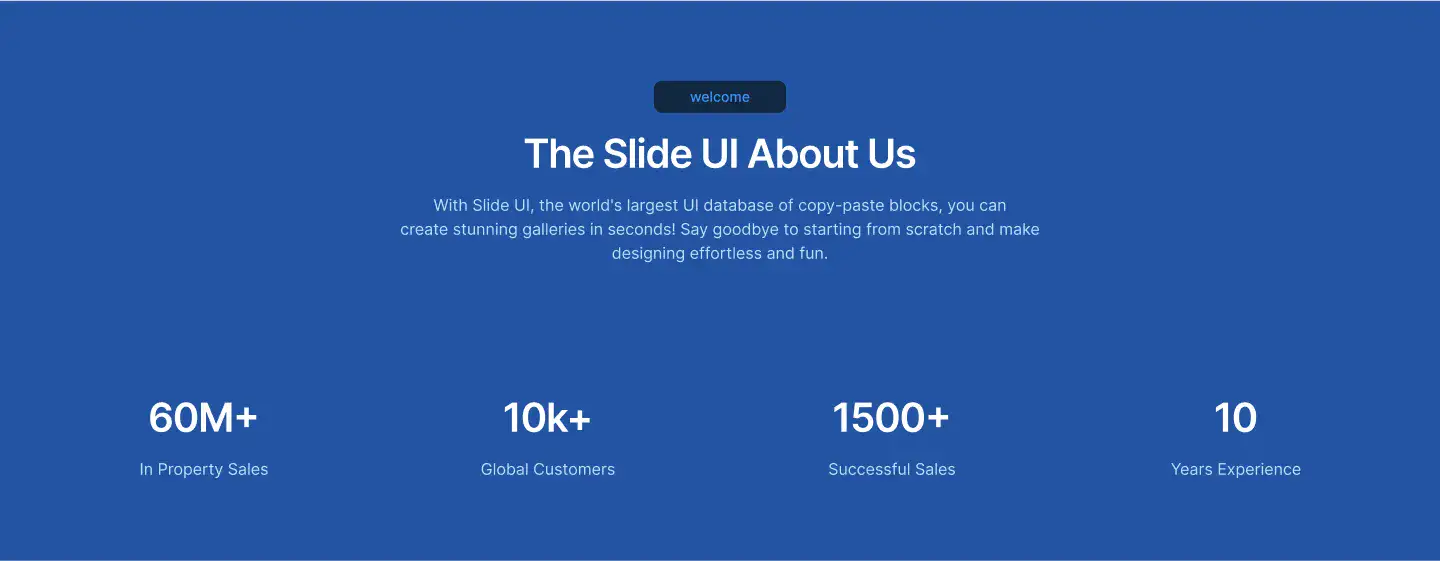 welcome
The Slide UI About Us
With Slide UI, the world's largest UI database of copy-paste blocks, you can
create stunning galleries in seconds! Say goodbye to starting from scratch and make
designing effortless and fun.
60M+
In Property Sales
10k+
Global Customers
1500+
Successful Sales
10
Years Experience